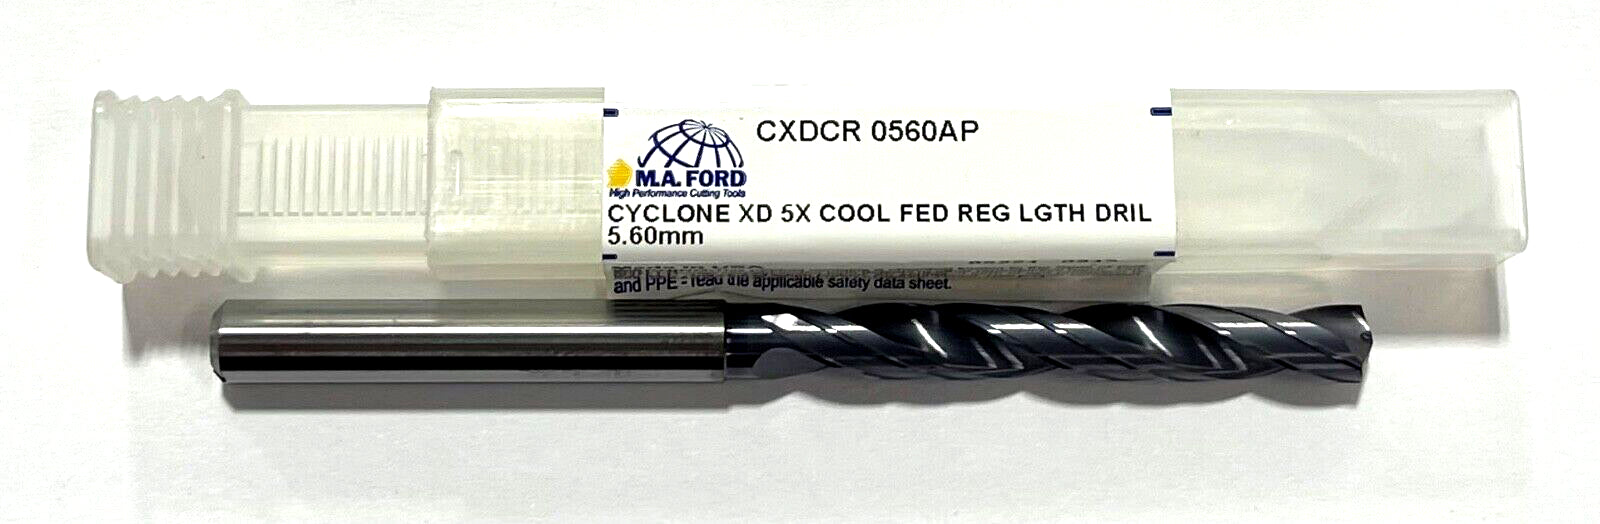 CXDCR 0560AP
M.A. FORD
High Performance Cutting Tools
CYCLONE XD 5X COOL FED REG LGTH DRIL
5.60mm
and PPE - read the applicable safety data sheet.